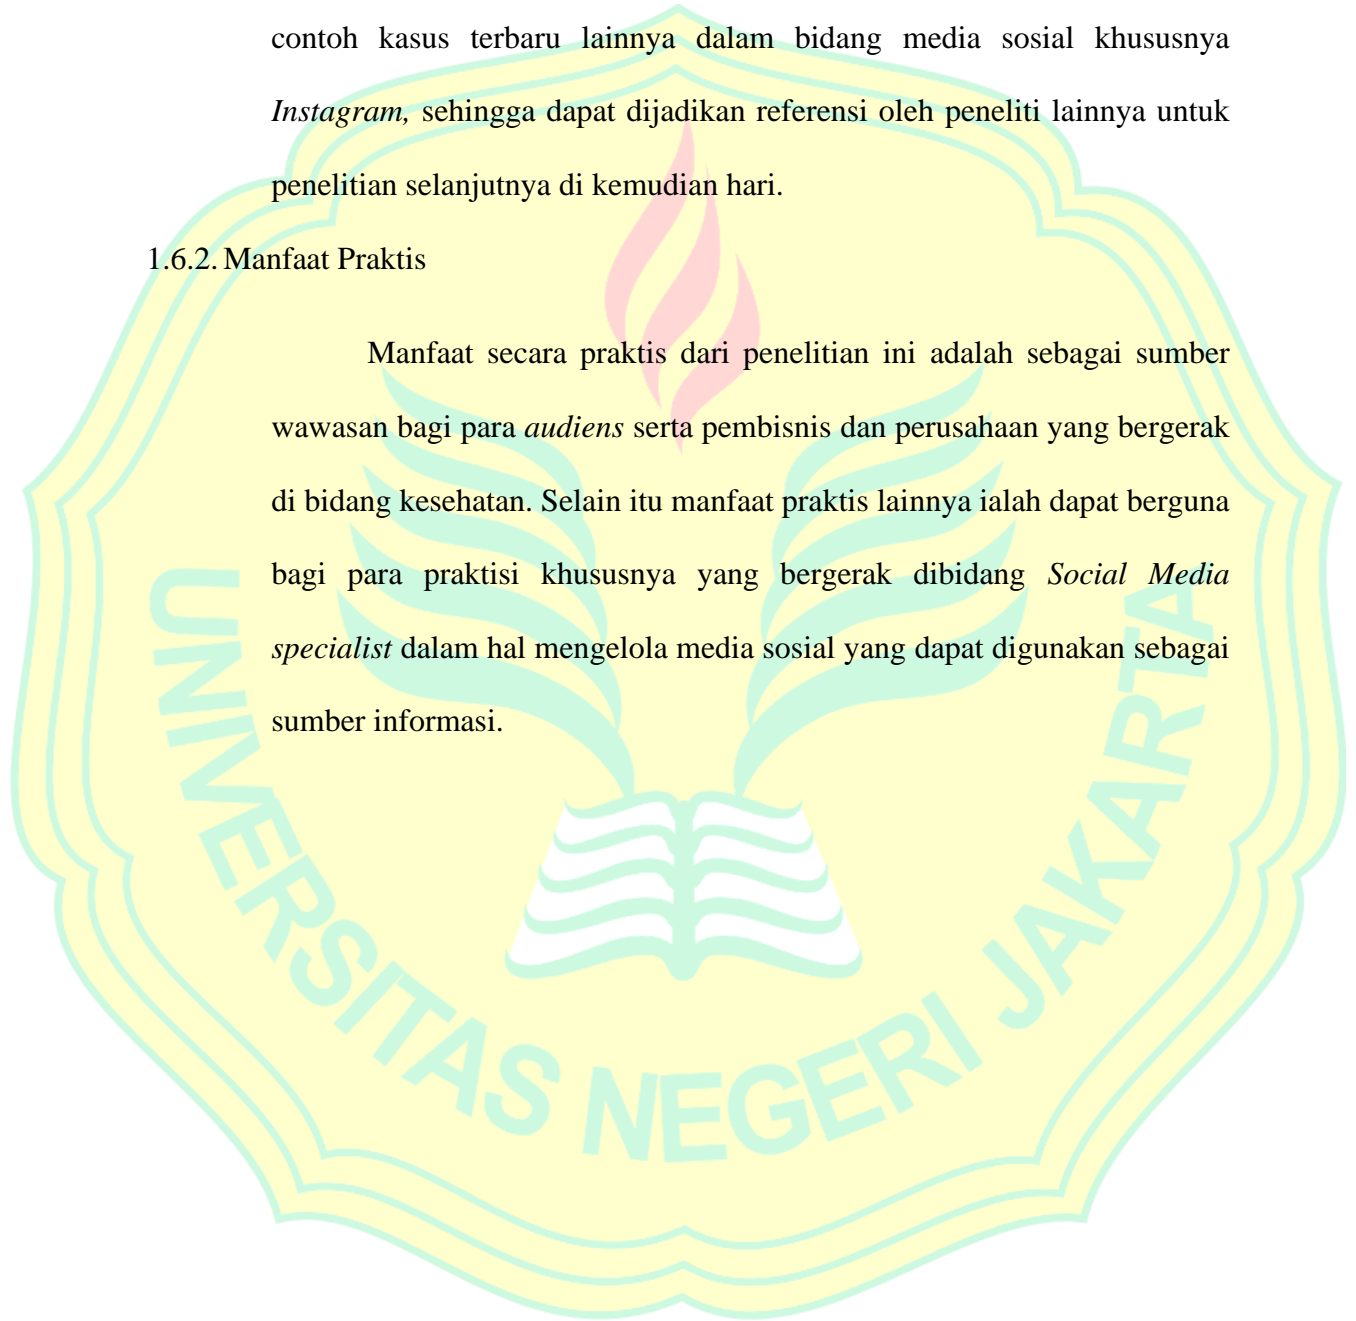 contoh kasus terbaru lainnya dalam bidang media sosial khususnya
Instagram, sehingga dapat dijadikan referensi oleh peneliti lainnya untuk
penelitian selanjutnya di kemudian hari.
1.6.2. Manfaat Praktis
Manfaat secara praktis dari penelitian ini adalah sebagai sumber
wawasan bagi para audiens serta pembisnis dan perusahaan yang bergerak
di bidang kesehatan. Selain itu manfaat praktis lainnya ialah dapat berguna
bagi para praktisi khususnya yang bergerak dibidang Social Media
specialist dalam hal mengelola media sosial yang dapat digunakan sebagai
sumber informasi.
UNIVERSITAS NEGERI JAKARTA